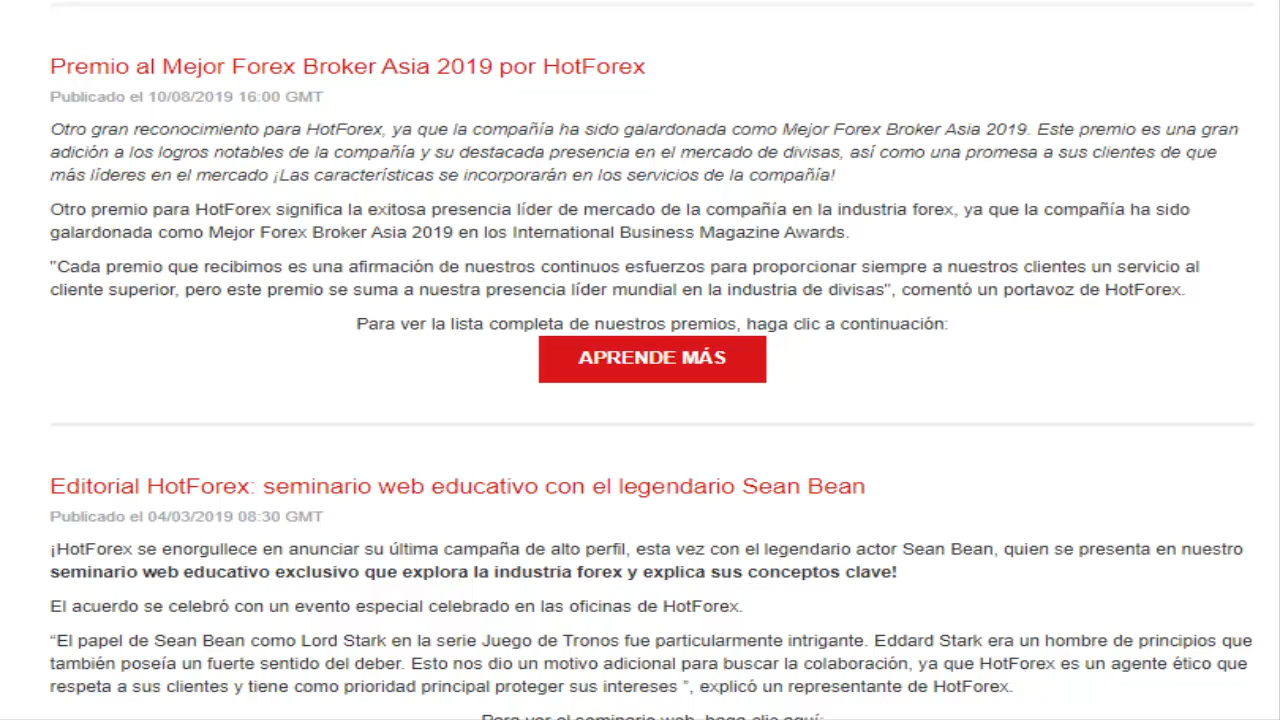 Premio al Mejor Forex Broker Asia 2019 por HotForex
Publicado el 10/08/2019 16:00 GMT
Otro gran reconocimiento para HotForex, ya que la compañía ha sido galardonada como Mejor Forex Broker Asia 2019. Este premio es una gran
adición a los logros notables de la compañía y su destacada presencia en el mercado de divisas, así como una promesa a sus clientes de que
más líderes en el mercado ¡Las características se incorporarán en los servicios de la compañía!
Otro premio para HotForex significa la exitosa presencia líder de mercado de la compañía en la industria forex, ya que la compañía ha sido
galardonada como Mejor Forex Broker Asia 2019 en los International Business Magazine Awards.
"Cada premio que recibimos es una afirmación de nuestros continuos esfuerzos para proporcionar siempre a nuestros clientes un servicio al
cliente superior, pero este premio se suma a nuestra presencia líder mundial en la industria de divisas", comentó un portavoz de HotForex.
Para ver la lista completa de nuestros premios, haga clic a continuación:
APRENDE MÁS
Editorial HotForex: seminario web educativo con el legendario Sean Bean
Publicado el 04/03/2019 08:30 GMT
¡HotForex se enorgullece en anunciar su última campaña de alto perfil, esta vez con el legendario actor Sean Bean, quien se presenta en nuestro
seminario web educativo exclusivo que explora la industria forex y explica sus conceptos clave!
El acuerdo se celebró con un evento especial celebrado en las oficinas de HotForex.
“El papel de Sean Bean como Lord Stark en la serie Juego de Tronos fue particularmente intrigante. Eddard Stark era un hombre de principios que
también poseía un fuerte sentido del deber. Esto nos dio un motivo adicional para buscar la colaboración, ya que HotForex es un agente ético que
respeta a sus clientes y tiene como prioridad principal proteger sus intereses ”, explicó un representante de HotForex.
Para ver el seminario web, haga clic aquí: